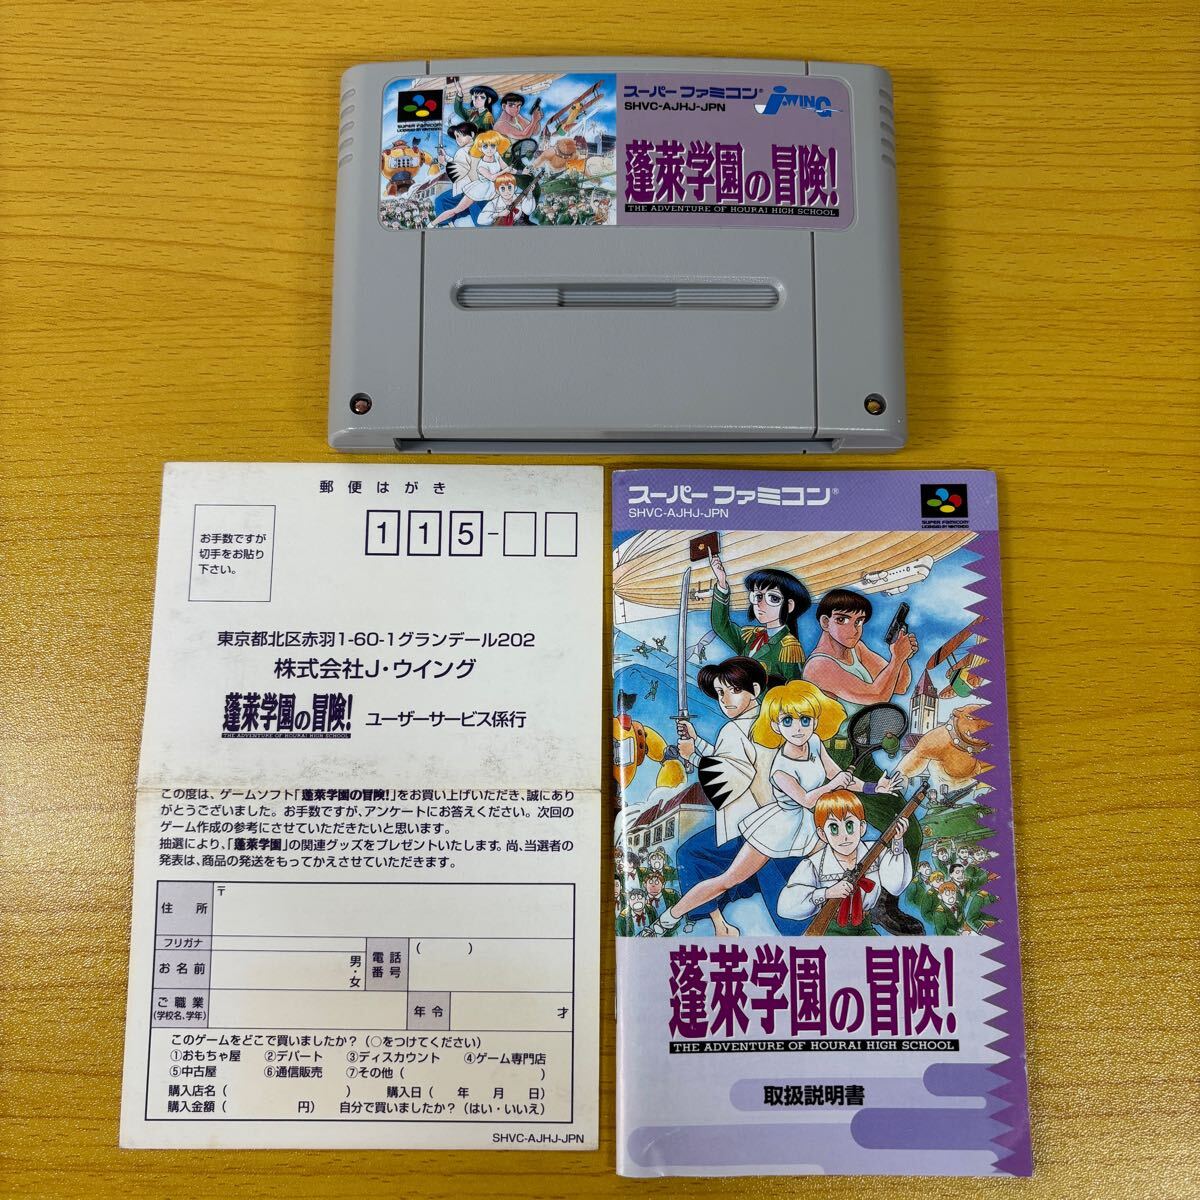 スーパーファミコン®
SHVC-AJHJ-JPN
J-WING
SUPER FAMICOM
LICENSED BY NINTENDO
蓬莱学園の冒険!
THE ADVENTURE OF HOURAI HIGH SCHOOL
郵便はがき
お手数ですが
切手をお貼り
下さい。
115-
東京都北区赤羽1-60-1グランデール202
株式会社J・ウイング
蓬莱学園の冒険! ユーザーサービス係行
THE ADVENTURE OF HOURAI HIGH SCHOOL
この度は、ゲームソフト「蓬莱学園の冒険!」をお買い上げいただき、誠にあり
がとうございました。お手数ですが、アンケートにお答えください。次回の
ゲーム作成の参考にさせていただきたいと思います。
抽選により、「蓬莱学園」の関連グッズをプレゼントいたします。尚、当選者の
発表は、商品の発送をもってかえさせていただきます。
住所
〒
フリガナ
お名前
男・女
電話番号
( )
ご職業
(学校名、学年)
年令
才
このゲームをどこで買いましたか?(○をつけてください)
①おもちゃ屋 ②デパート ③ディスカウント ④ゲーム専門店
⑤中古屋 ⑥通信販売 ⑦その他( )
購入店名( ) 購入日( 年 月 日)
購入金額( 円) 自分で買いましたか?(はい・いいえ)
SHVC-AJHJ-JPN
スーパーファミコン®
SHVC-AJHJ-JPN
SUPER FAMICOM
LICENSED BY NINTENDO
蓬莱学園の冒険!
THE ADVENTURE OF HOURAI HIGH SCHOOL
取扱説明書